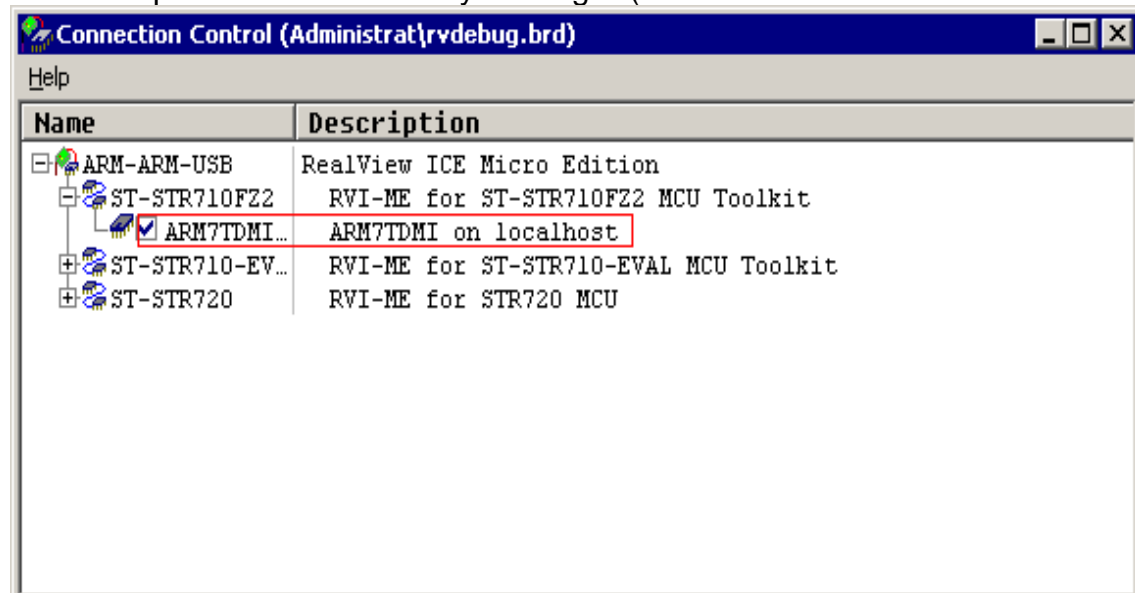 Connection Control (Administrat\rvdebug.brd)
Help
Name Description
ARM-ARM-USB RealView ICE Micro Edition
ST-STR710FZ2 RVI-ME for ST-STR710FZ2 MCU Toolkit
ARM7TDMI... ARM7TDMI on localhost
ST-STR710-EV... RVI-ME for ST-STR710-EVAL MCU Toolkit
ST-STR720 RVI-ME for STR720 MCU